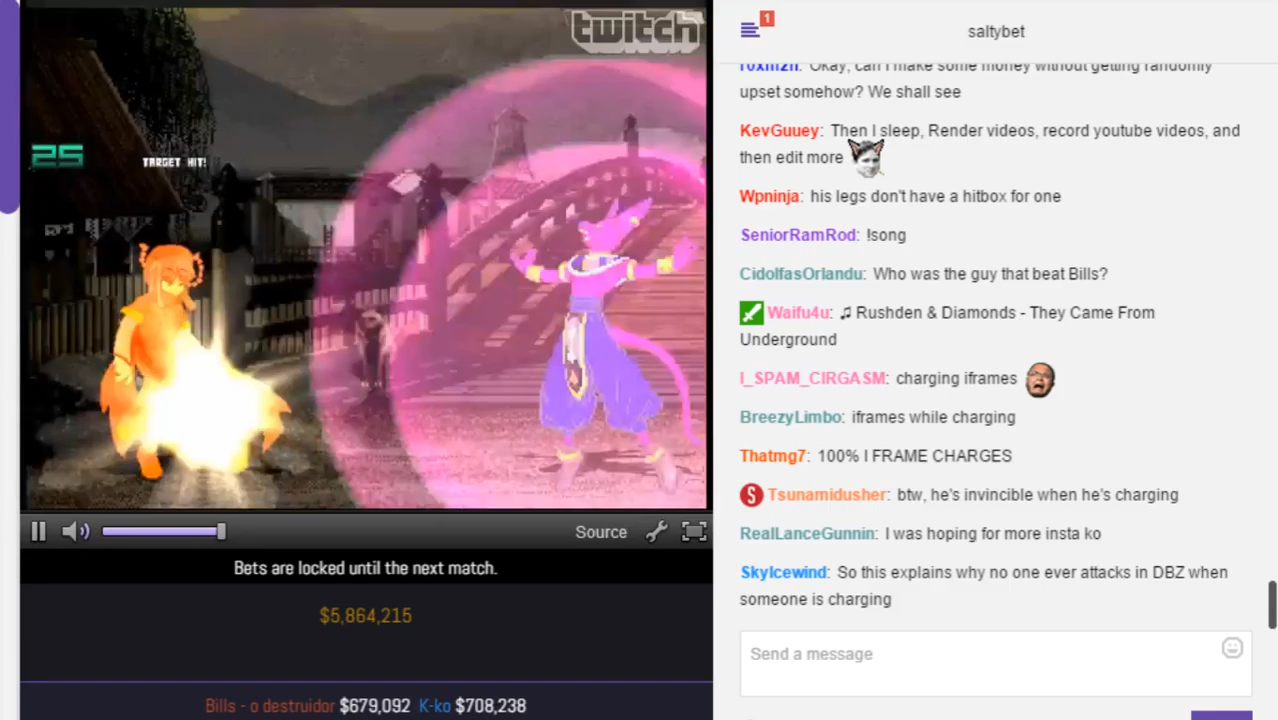 twitch
25
TARGET HIT!
Source
Bets are locked until the next match.
$5,864,215
Bills - o destruidor $679,092 K-ko $708,238
1
saltybet
Okay, can I make some money without getting randomly
upset somehow? We shall see
KevGuuey: Then I sleep, Render videos, record youtube videos, and
then edit more
Wpninja: his legs don't have a hitbox for one
SeniorRamRod: !song
CidolfasOrlandu: Who was the guy that beat Bills?
Waifu4u: ♫ Rushden & Diamonds - They Came From
Underground
I_SPAM_CIRGASM: charging iframes
BreezyLimbo: iframes while charging
Thatmg7: 100% I FRAME CHARGES
S Tsunamidusher: btw, he's invincible when he's charging
RealLanceGunnin: I was hoping for more insta ko
SkyIcewind: So this explains why no one ever attacks in DBZ when
someone is charging
Send a message